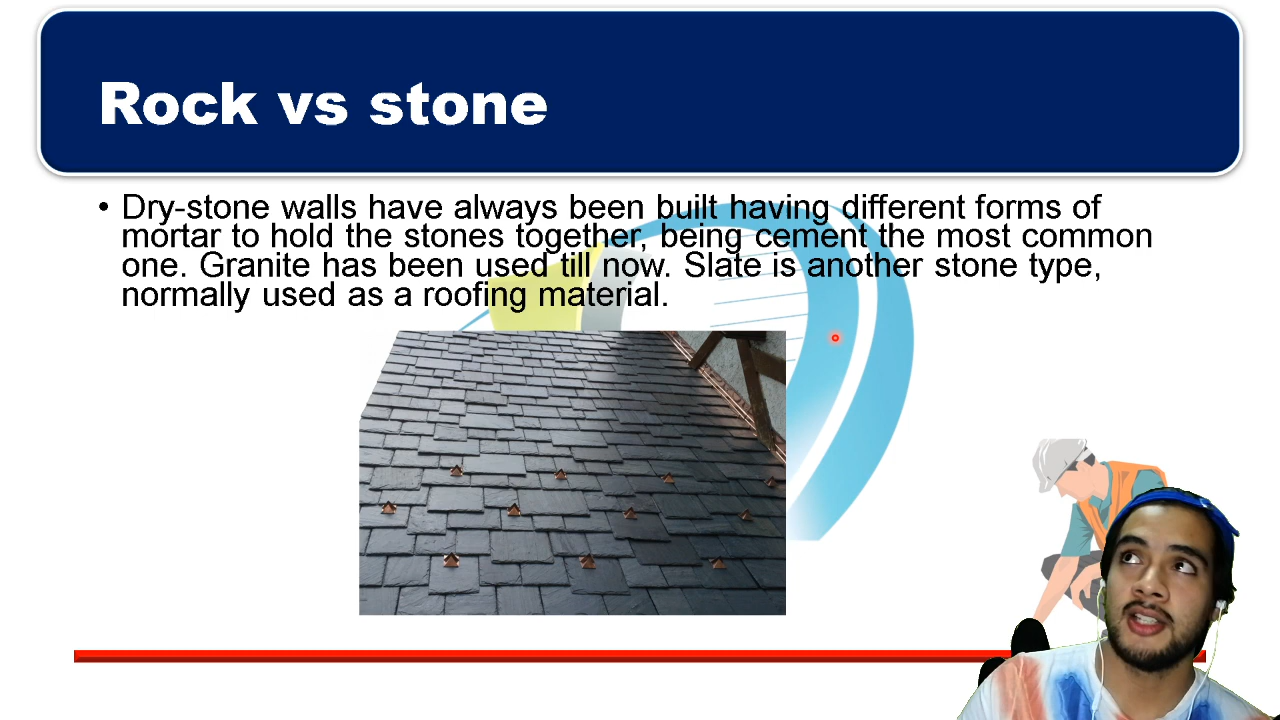 Rock vs stone
• Dry-stone walls have always been built having different forms of
mortar to hold the stones together, being cement the most common
one. Granite has been used till now. Slate is another stone type,
normally used as a roofing material.